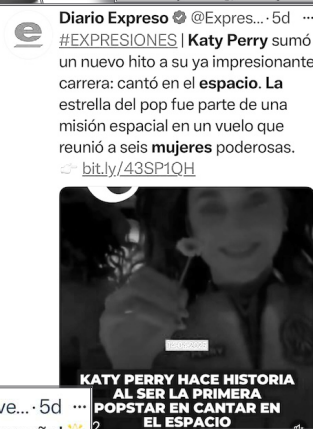 Diario Expreso @Expres... · 5d ...
#EXPRESIONES | Katy Perry sumó
un nuevo hito a su ya impresionante
carrera: cantó en el espacio. La
estrella del pop fue parte de una
misión espacial en un vuelo que
reunió a seis mujeres poderosas.
👉 bit.ly/43SP1QH
KATY PERRY HACE HISTORIA
AL SER LA PRIMERA
POPSTAR EN CANTAR EN
EL ESPACIO
ve... · 5d ...